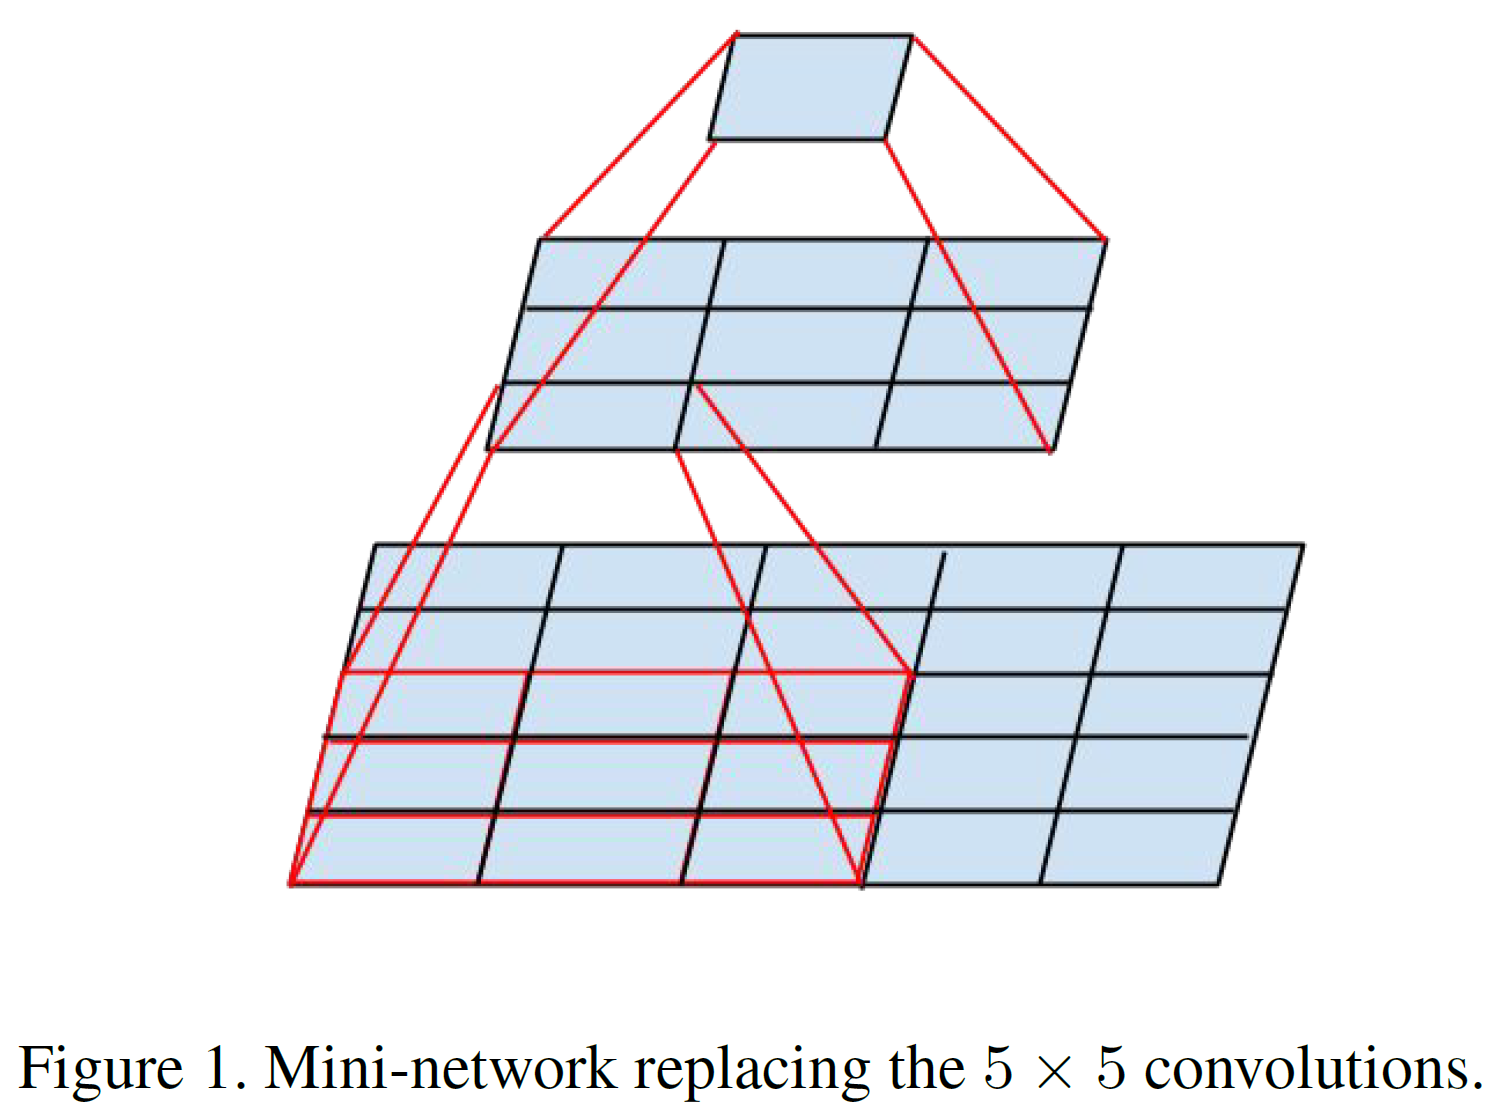 Figure 1. Mini-network replacing the 5 × 5 convolutions.